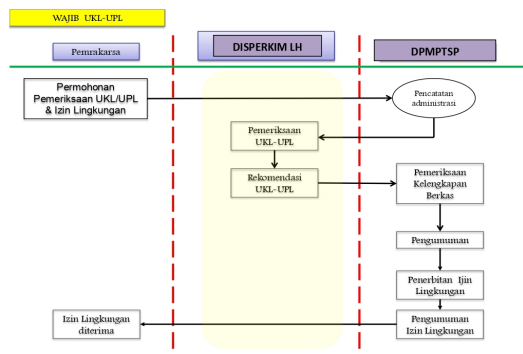 WAJIB UKL-UPL
Pemrakarsa
DISPERKIM LH
DPMPTSP
Permohonan
Pemeriksaan UKL/UPL
& Izin Lingkungan
Pencatatan
administrasi
Pemeriksaan
UKL-UPL
Rekomendasi
UKL-UPL
Pemeriksaan
Kelengkapan
Berkas
Pengumuman
Penerbitan Ijin
Lingkungan
Pengumuman
Izin Lingkungan
Izin Lingkungan
diterima